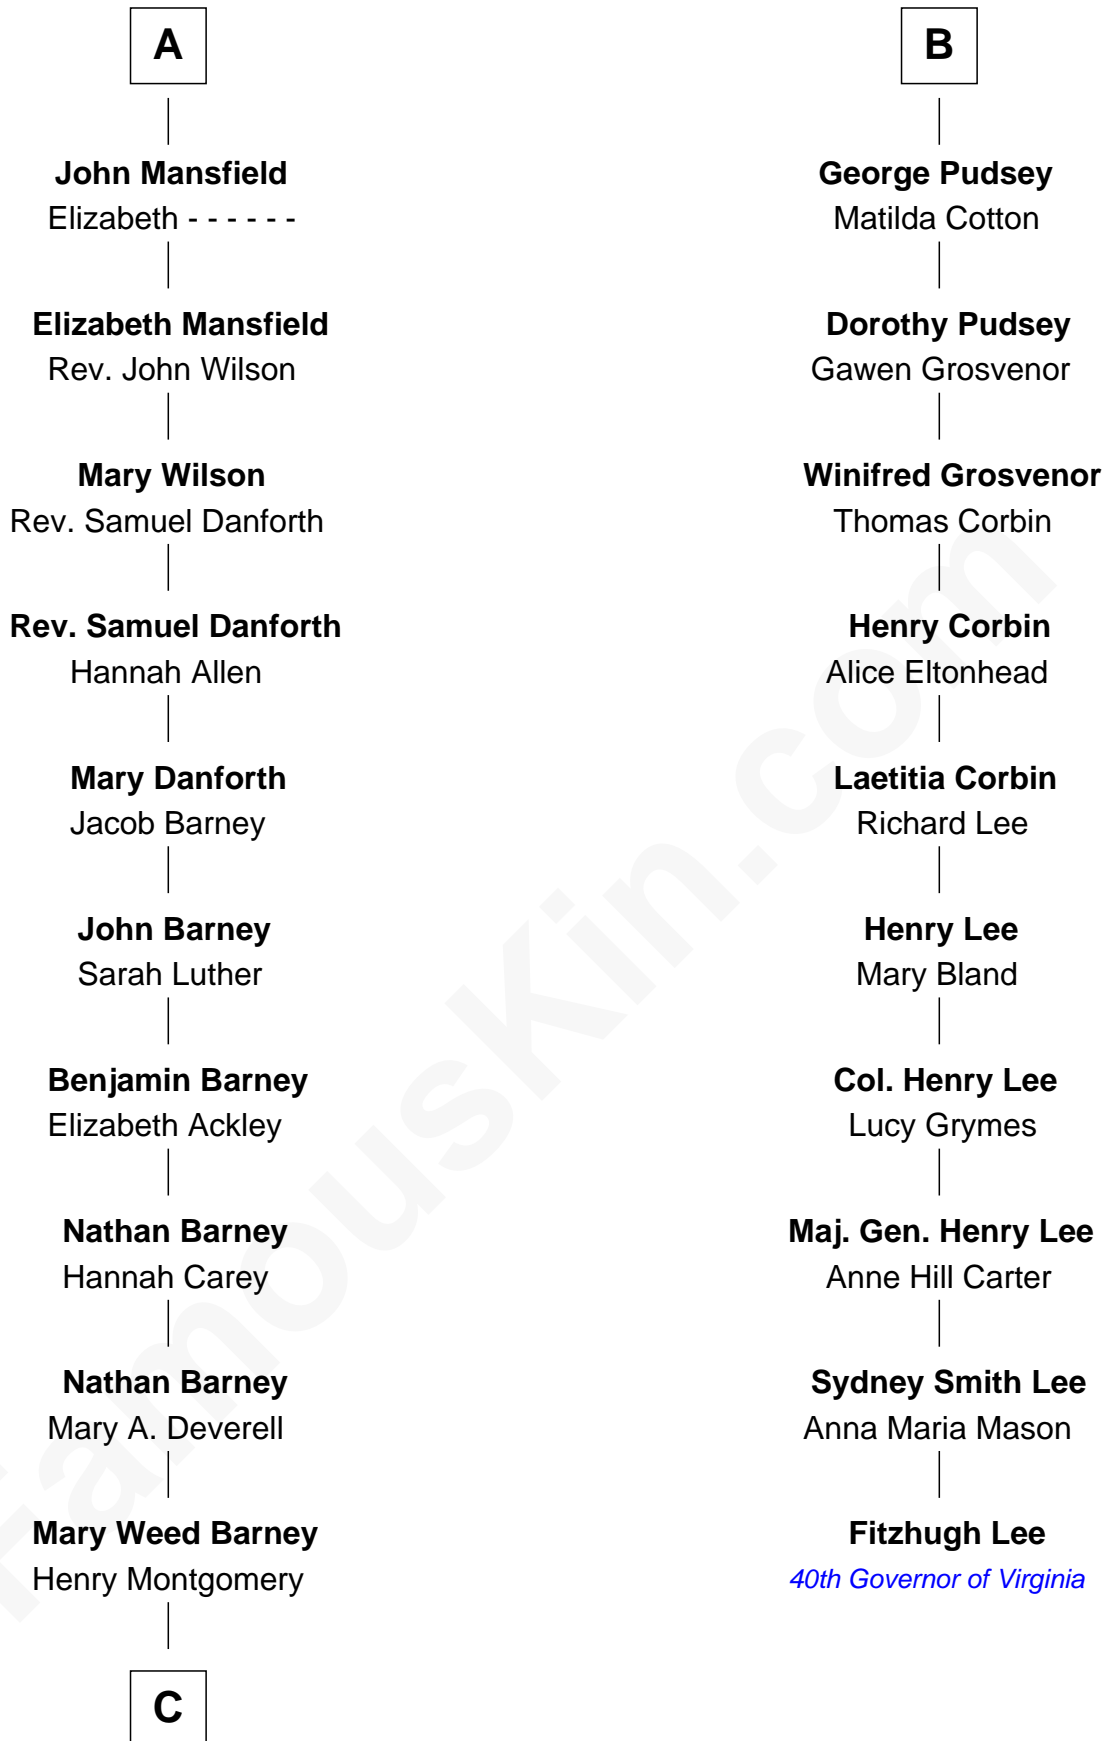 A
John Mansfield
Elizabeth - - - - - -
Elizabeth Mansfield
Rev. John Wilson
Mary Wilson
Rev. Samuel Danforth
Rev. Samuel Danforth
Hannah Allen
Mary Danforth
Jacob Barney
John Barney
Sarah Luther
Benjamin Barney
Elizabeth Ackley
Nathan Barney
Hannah Carey
Nathan Barney
Mary A. Deverell
Mary Weed Barney
Henry Montgomery
C
B
George Pudsey
Matilda Cotton
Dorothy Pudsey
Gawen Grosvenor
Winifred Grosvenor
Thomas Corbin
Henry Corbin
Alice Eltonhead
Laetitia Corbin
Richard Lee
Henry Lee
Mary Bland
Col. Henry Lee
Lucy Grymes
Maj. Gen. Henry Lee
Anne Hill Carter
Sydney Smith Lee
Anna Maria Mason
Fitzhugh Lee
40th Governor of Virginia
FamousKin.com